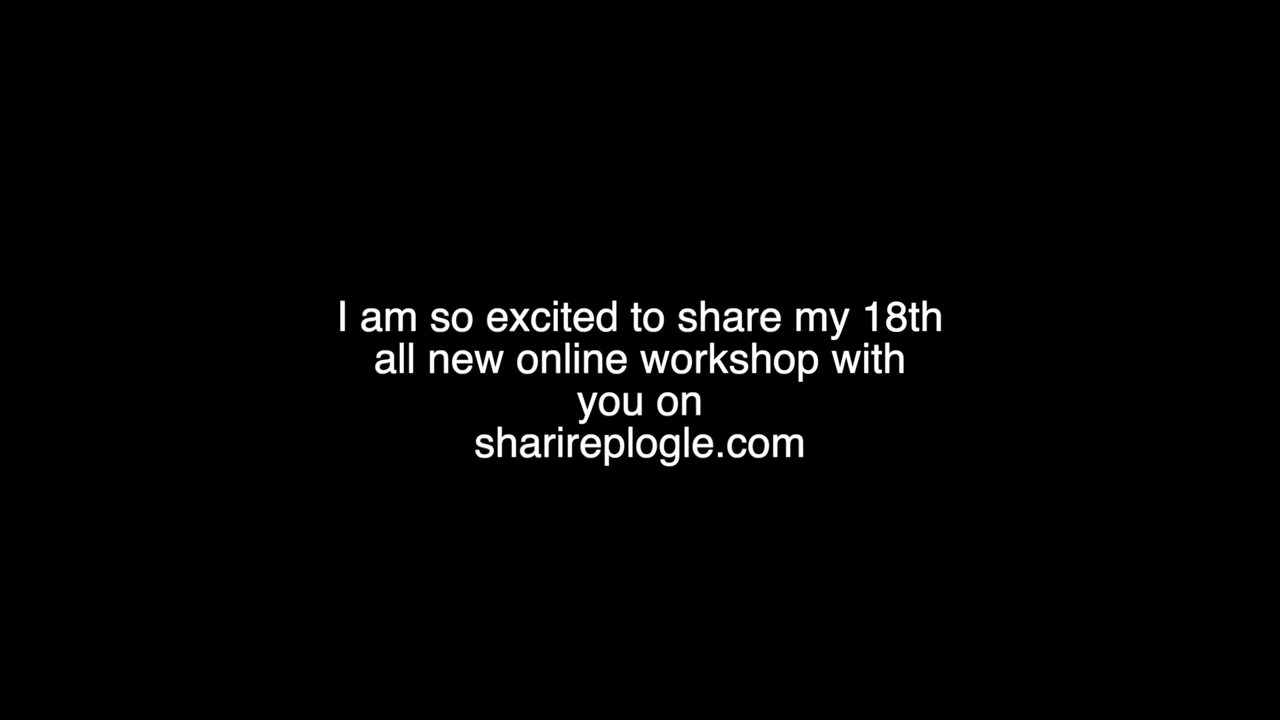 I am so excited to share my 18th
all new online workshop with
you on
sharireplogle.com